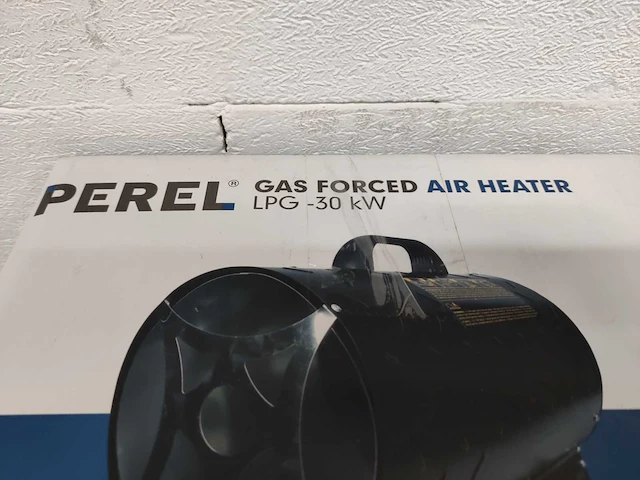 PEREL® GAS FORCED AIR HEATER
LPG -30 kW